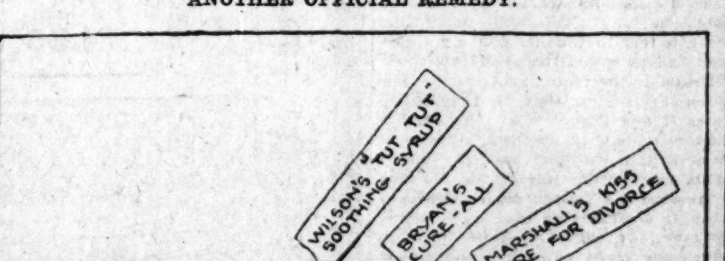 ANOTHER OFFICIAL REMEDY.
WILSON'S "TUT TUT"
SOOTHING SYRUP
BRYAN'S
CURE-ALL
MARSHALL'S KISS
FOR DIVORCE